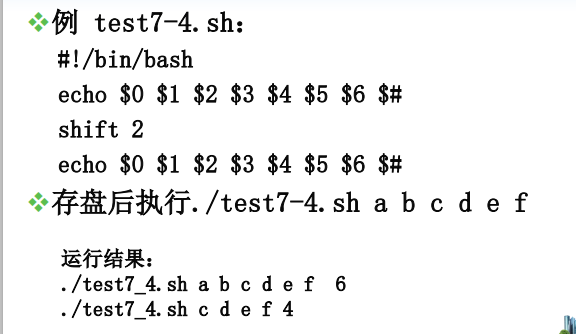 ❖例 test7-4.sh：
#!/bin/bash
echo $0 $1 $2 $3 $4 $5 $6 $#
shift 2
echo $0 $1 $2 $3 $4 $5 $6 $#
❖存盘后执行./test7-4.sh a b c d e f
运行结果：
./test7_4.sh a b c d e f  6
./test7_4.sh c d e f 4